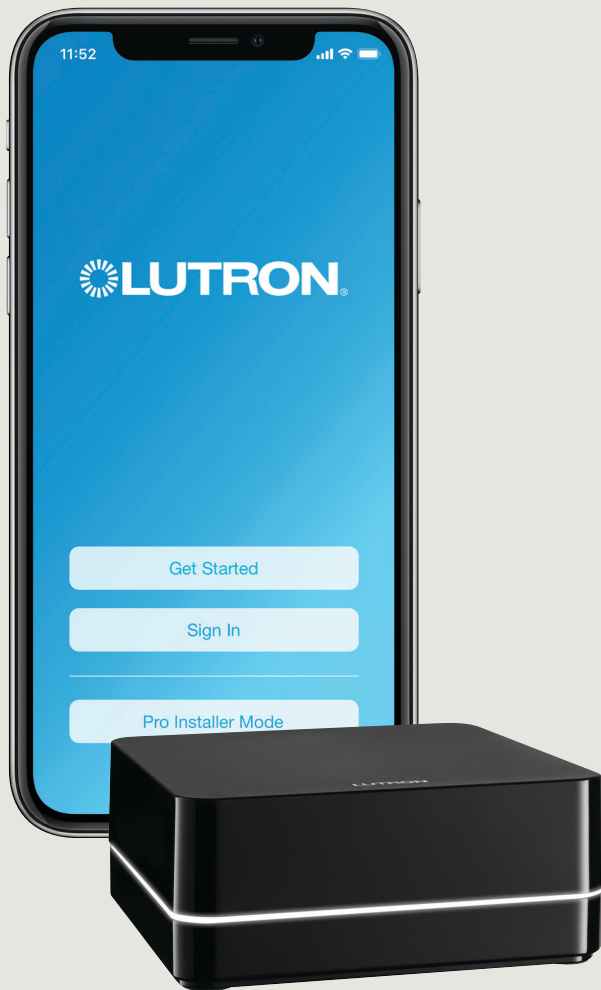 11:52
LUTRON®
Get Started
Sign In
Pro Installer Mode
LUTRON